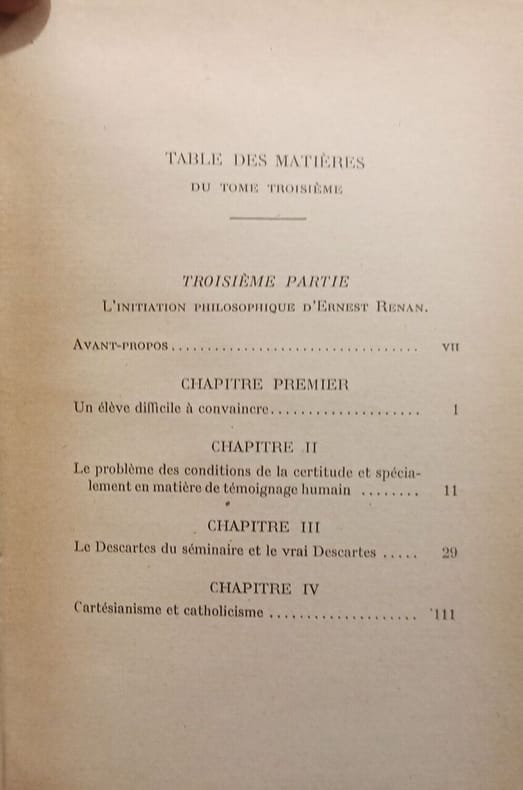 TABLE DES MATIÈRES
DU TOME TROISIÈME
TROISIÈME PARTIE
L'INITIATION PHILOSOPHIQUE D'ERNEST RENAN.
AVANT-PROPOS................................ VII
CHAPITRE PREMIER
Un élève difficile à convaincre.................... 1
CHAPITRE II
Le problème des conditions de la certitude et spécia-
lement en matière de témoignage humain ........ 11
CHAPITRE III
Le Descartes du séminaire et le vrai Descartes ..... 29
CHAPITRE IV
Cartésianisme et catholicisme .................... 111